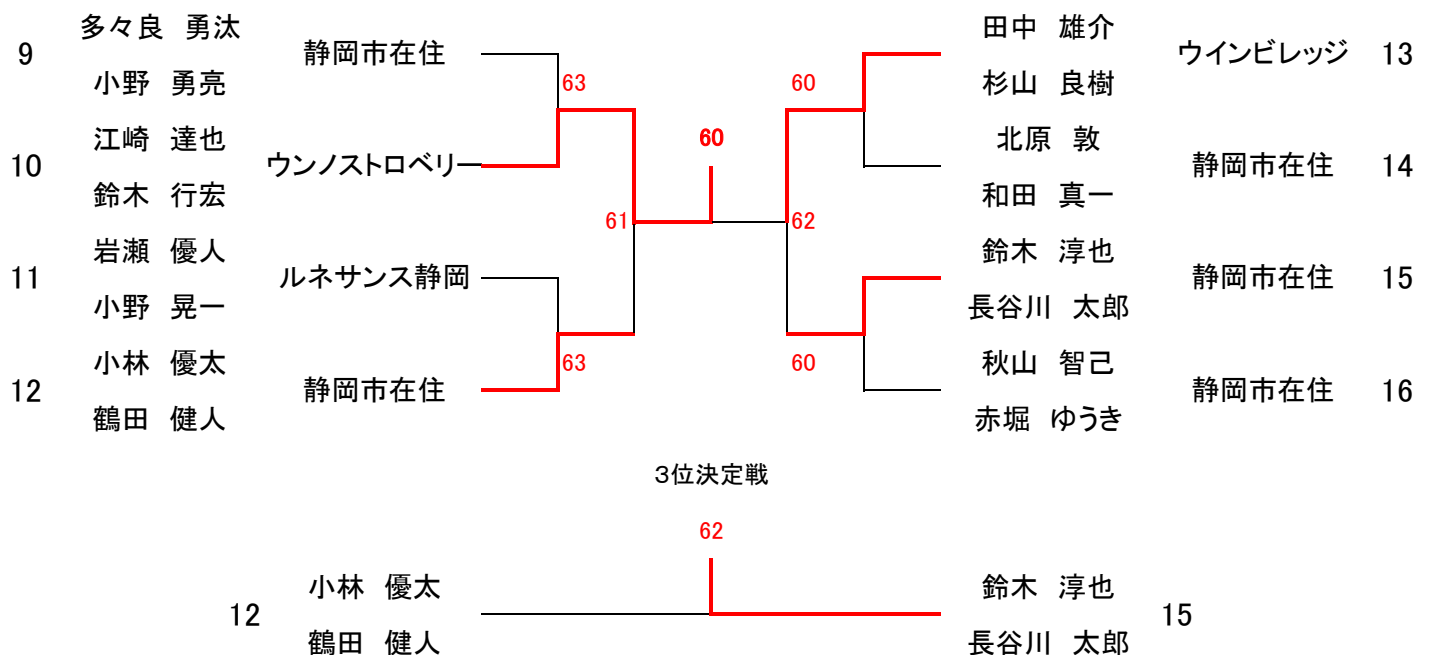 多々良 勇汰
9 静岡市在住
小野 勇亮
63
江崎 達也
10 ウンノストロベリー
鈴木 行宏
61
岩瀬 優人
11 ルネサンス静岡
小野 晃一
63
小林 優太
12 静岡市在住
鶴田 健人
60
田中 雄介
ウインビレッジ 13
杉山 良樹
60
北原 敦
静岡市在住 14
和田 真一
62
鈴木 淳也
静岡市在住 15
長谷川 太郎
60
秋山 智己
静岡市在住 16
赤堀 ゆうき
3位決定戦
62
小林 優太
12
鶴田 健人
鈴木 淳也
15
長谷川 太郎